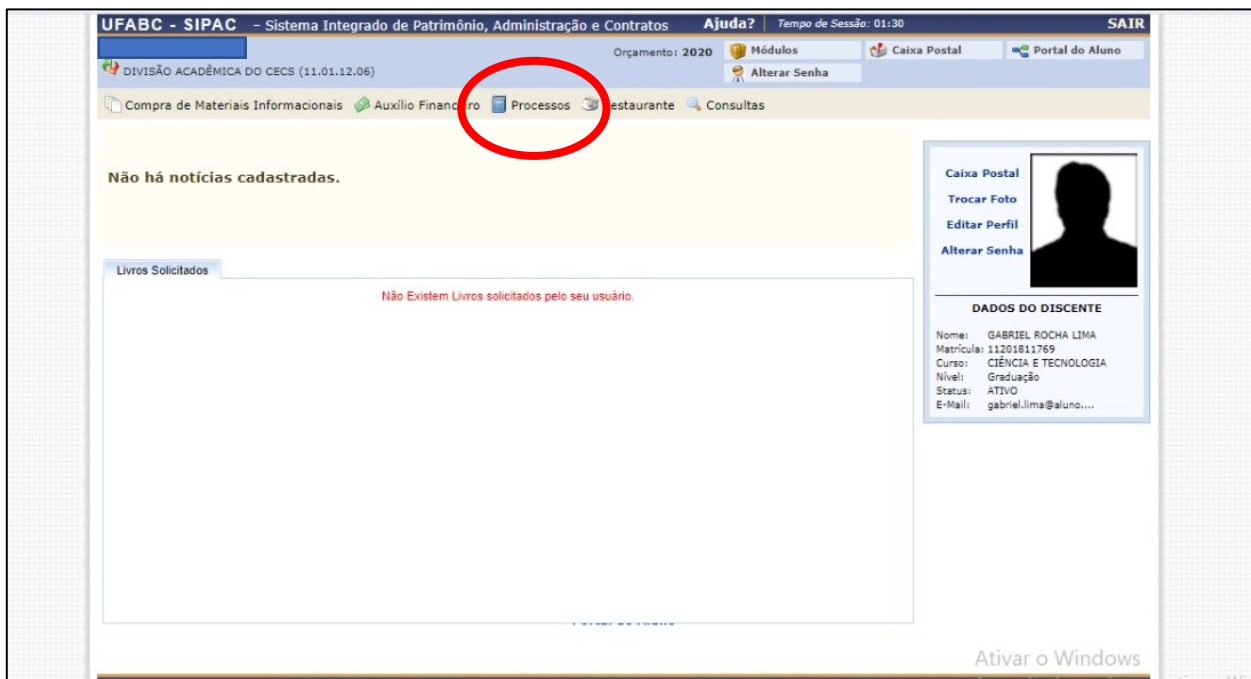 UFABC - SIPAC - Sistema Integrado de Patrimônio, Administração e Contratos Ajuda? Tempo de Sessão: 01:30 SAIR
Orçamento: 2020 Módulos Caixa Postal Portal do Aluno
DIVISÃO ACADÊMICA DO CECS (11.01.12.06) Alterar Senha
Compra de Materiais Informacionais Auxílio Processos Consultas
Não há notícias cadastradas.
Caixa Postal
Trocar Foto
Editar Perfil
Alterar Senha
Livros Solicitados
Não Existem Livros solicitados pelo seu usuário.
DADOS DO DISCENTE
Nome: GABRIEL ROCHA LIMA
Matrícula: 11201811769
Curso: CIÊNCIA E TECNOLOGIA
Nível: Graduação
Status: ATIVO
E-Mail: gabriel.lima@aluno....
Ativar o Windows